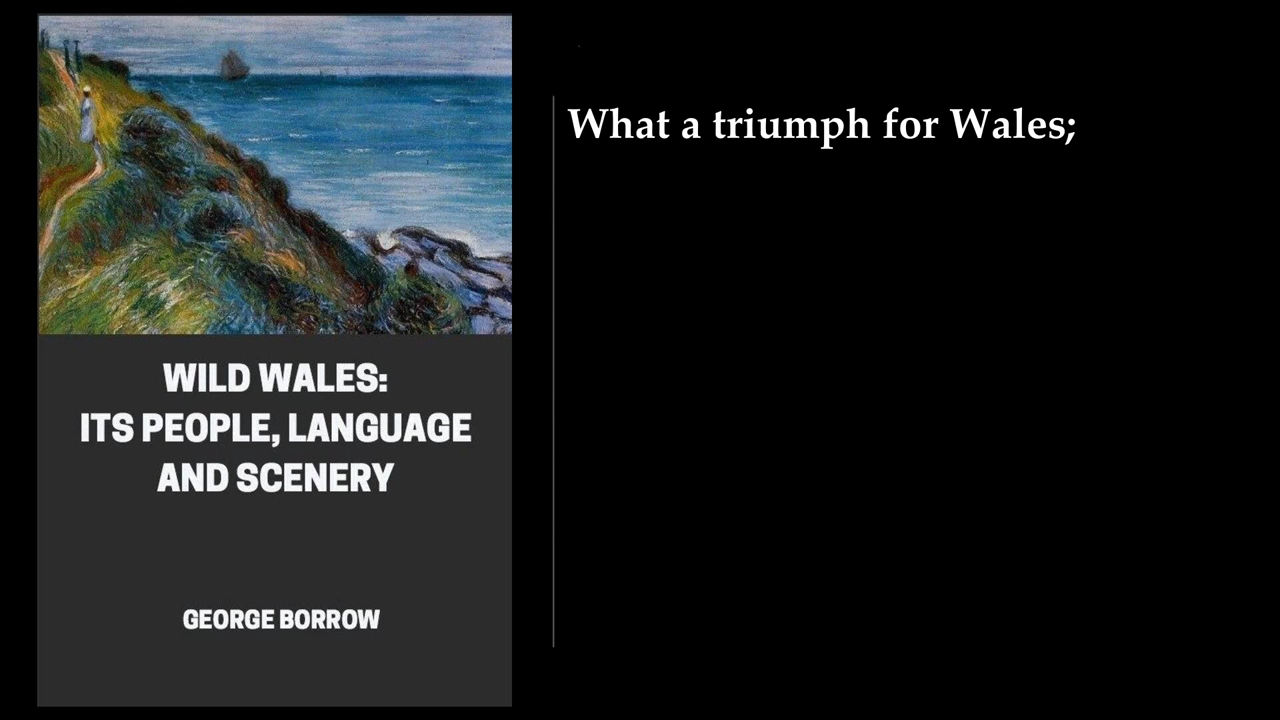 WILD WALES:
ITS PEOPLE, LANGUAGE
AND SCENERY
GEORGE BORROW
What a triumph for Wales;